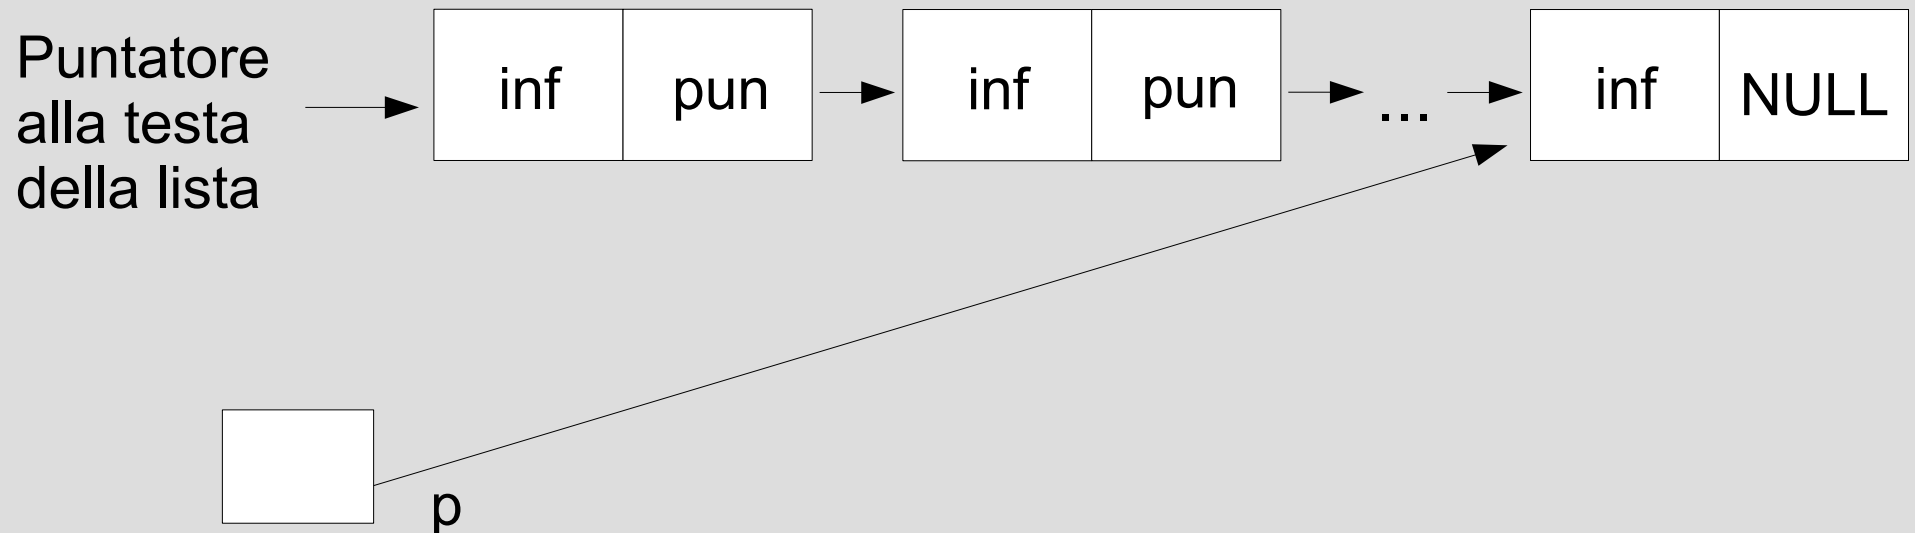 Puntatore
alla testa
della lista
inf pun inf pun ... inf NULL
p